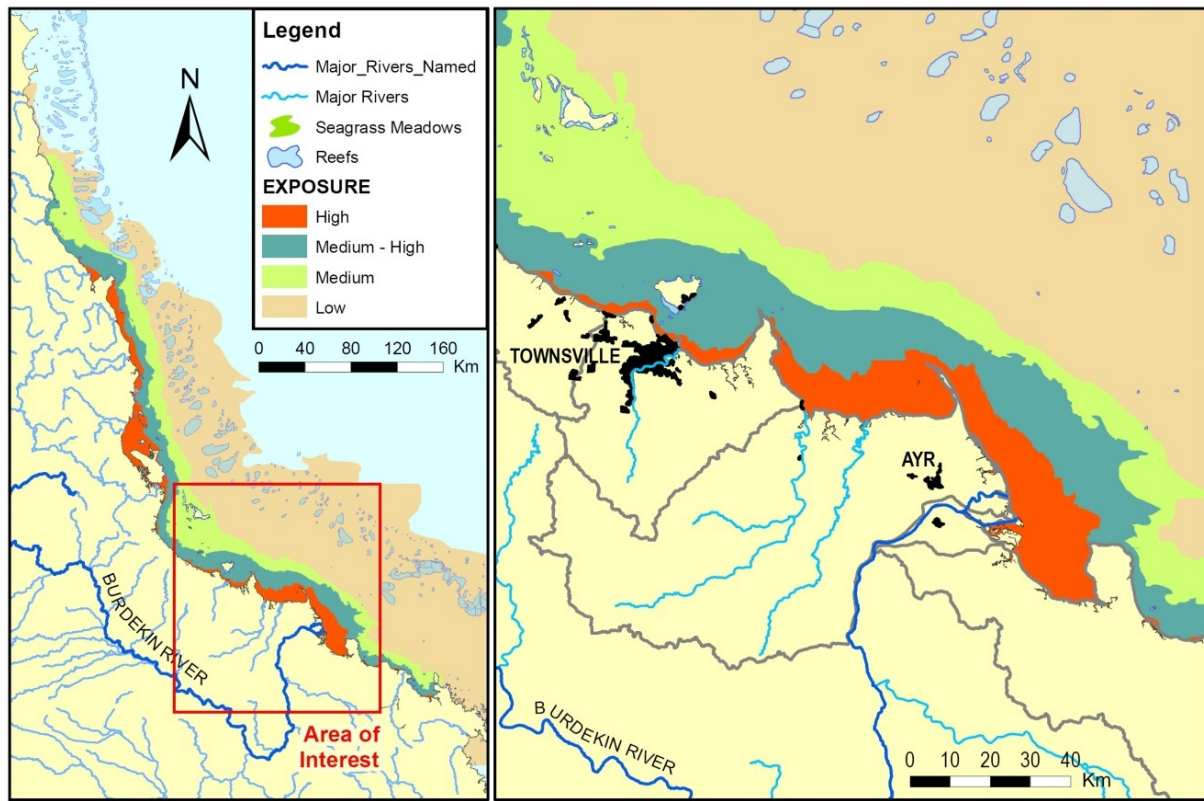 N
Legend
Major_Rivers_Named
Major Rivers
Seagrass Meadows
Reefs
EXPOSURE
High
Medium - High
Medium
Low
0 40 80 120 160
Km
BURDEKIN RIVER
Area of
Interest
TOWNSVILLE
AYR
BURDEKIN RIVER
0 10 20 30 40
Km